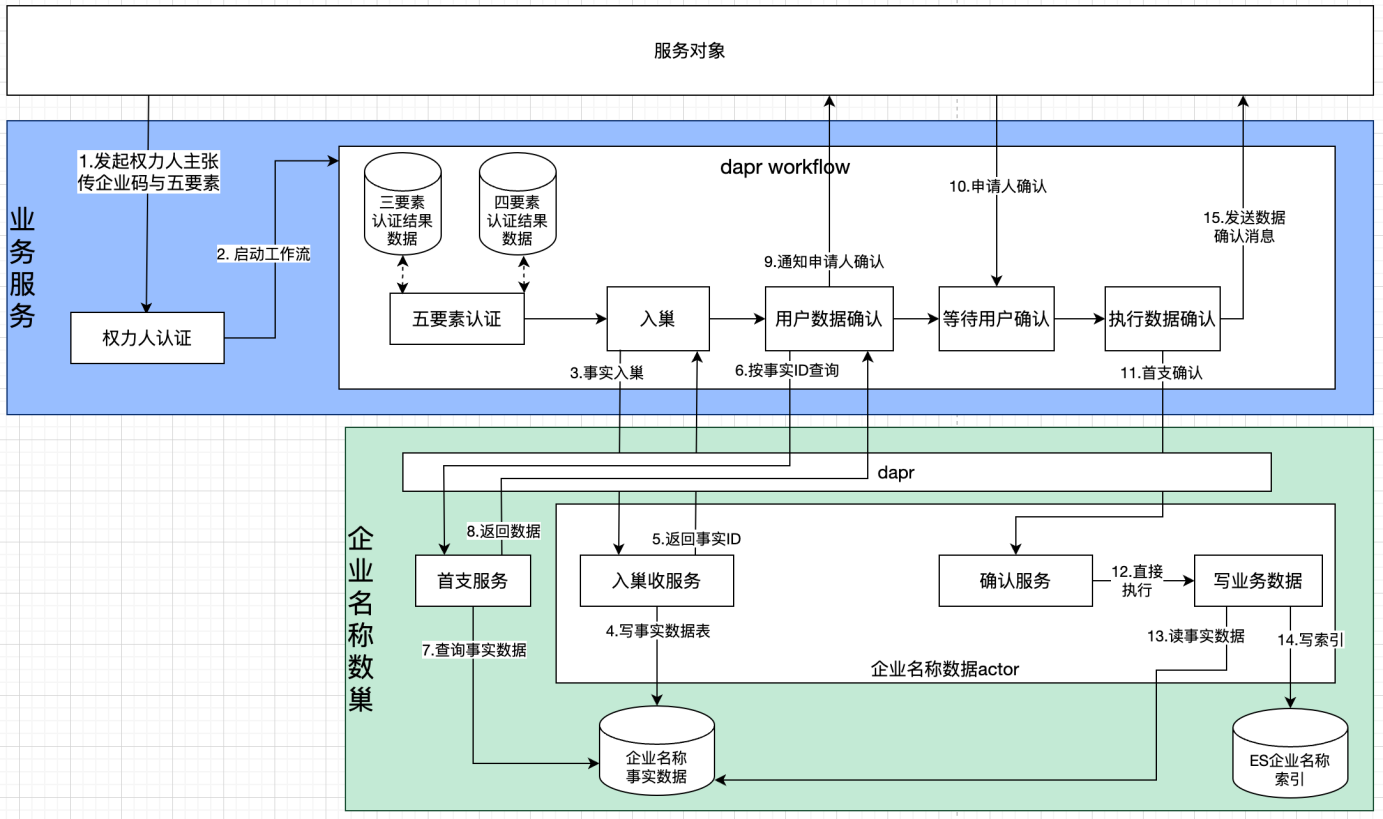 服务对象
1.发起权力人主张
传企业码与五要素
业
务
服
务
2. 启动工作流
权力人认证
dapr workflow
三要素
认证结果
数据
四要素
认证结果
数据
五要素认证
入巢
用户数据确认
等待用户确认
执行数据确认
9.通知申请人确认
10.申请人确认
15.发送数据
确认消息
3.事实入巢
6.按事实ID查询
11.首支确认
企
业
名
称
数
巢
dapr
8.返回数据
5.返回事实ID
首支服务
入巢收服务
确认服务
12.直接
执行
写业务数据
7.查询事实数据
4.写事实数据表
13.读事实数据
14.写索引
企业名称数据actor
企业名称
事实数据
ES企业名称
索引